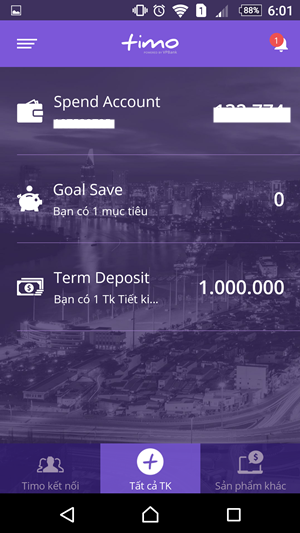 88% 6:01
timo
1
Spend Account
Goal Save
0
Bạn có 1 mục tiêu
Term Deposit
1.000.000
Bạn có 1 Tk Tiết ki...
Timo kết nối
Tất cả TK
Sản phẩm khác